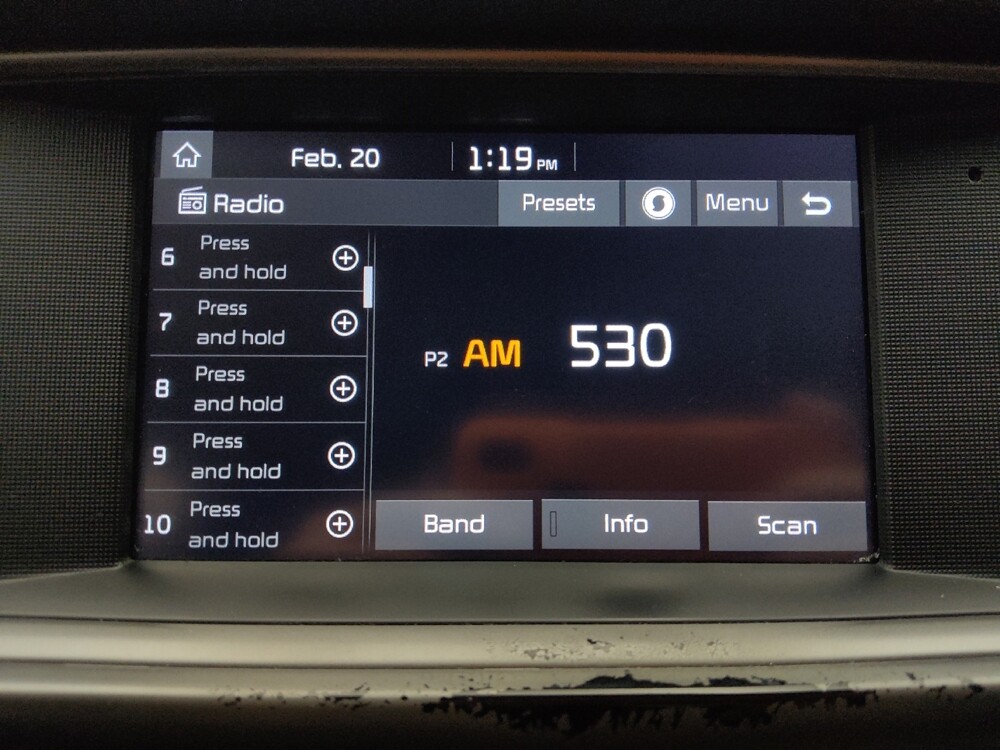 Feb. 20 1:19 PM
Radio Presets Menu
6 Press
and hold
7 Press
and hold
8 Press
and hold
9 Press
and hold
10 Press
and hold
P2 AM 530
Band Info Scan